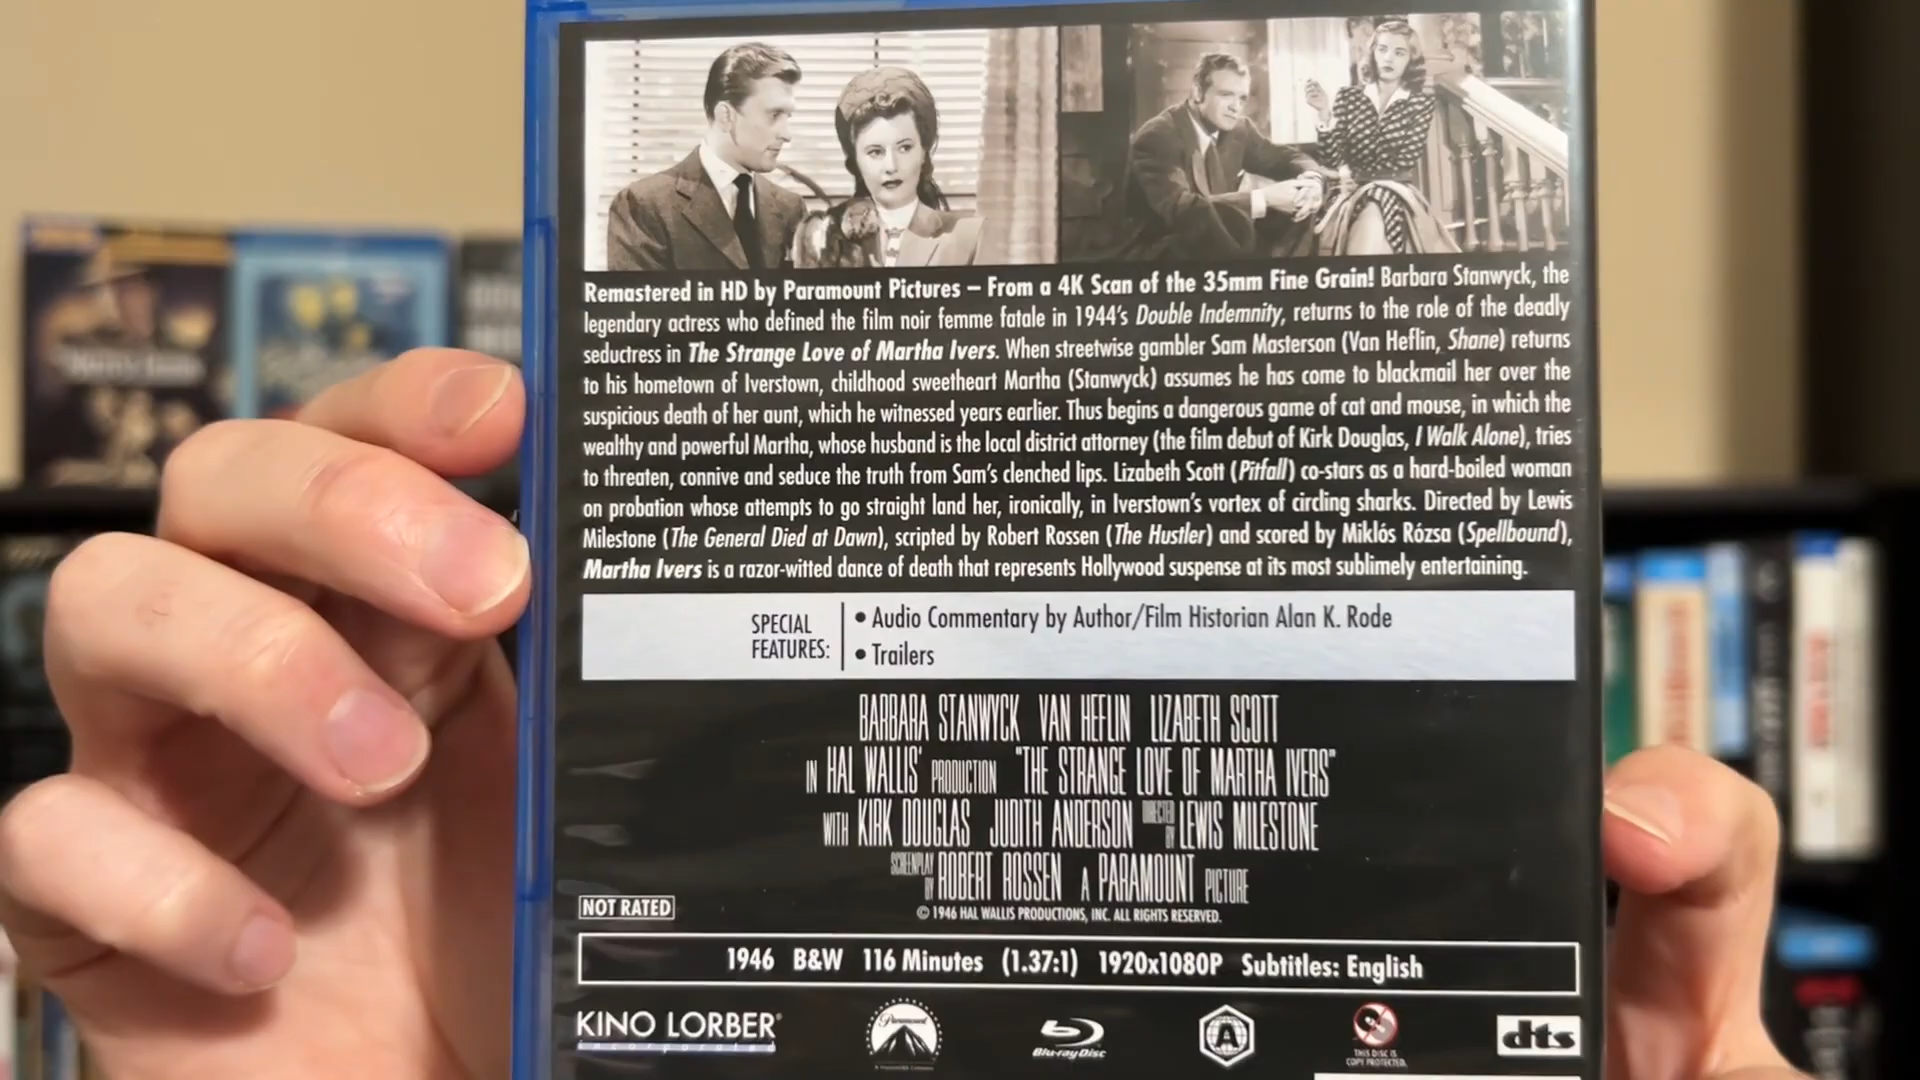 Remastered in HD by Paramount Pictures – From a 4K Scan of the 35mm Fine Grain! Barbara Stanwyck, the
legendary actress who defined the film noir femme fatale in 1944's Double Indemnity, returns to the role of the deadly
seductress in The Strange Love of Martha Ivers. When streetwise gambler Sam Masterson (Van Heflin, Shane) returns
to his hometown of Iverstown, childhood sweetheart Martha (Stanwyck) assumes he has come to blackmail her over the
suspicious death of her aunt, which he witnessed years earlier. Thus begins a dangerous game of cat and mouse, in which the
wealthy and powerful Martha, whose husband is the local district attorney (the film debut of Kirk Douglas, I Walk Alone), tries
to threaten, connive and seduce the truth from Sam's clenched lips. Lizabeth Scott (Pitfall) co-stars as a hard-boiled woman
on probation whose attempts to go straight land her, ironically, in Iverstown's vortex of circling sharks. Directed by Lewis
Milestone (The General Died at Dawn), scripted by Robert Rossen (The Hustler) and scored by Miklós Rózsa (Spellbound),
Martha Ivers is a razor-witted dance of death that represents Hollywood suspense at its most sublimely entertaining.
SPECIAL
FEATURES:
• Audio Commentary by Author/Film Historian Alan K. Rode
• Trailers
BARBARA STANWYCK VAN HEFLIN LIZABETH SCOTT
IN HAL WALLIS' PRODUCTION "THE STRANGE LOVE OF MARTHA IVERS"
WITH KIRK DOUGLAS JUDITH ANDERSON DIRECTED BY LEWIS MILESTONE
SCREENPLAY BY ROBERT ROSSEN A PARAMOUNT PICTURE
© 1946 HAL WALLIS PRODUCTIONS, INC. ALL RIGHTS RESERVED.
NOT RATED
1946 B&W 116 Minutes (1.37:1) 1920x1080P Subtitles: English
KINO LORBER®
incorporated
Paramount
Blu-ray Disc
A
THIS DISC IS
COPY PROTECTED.
dts